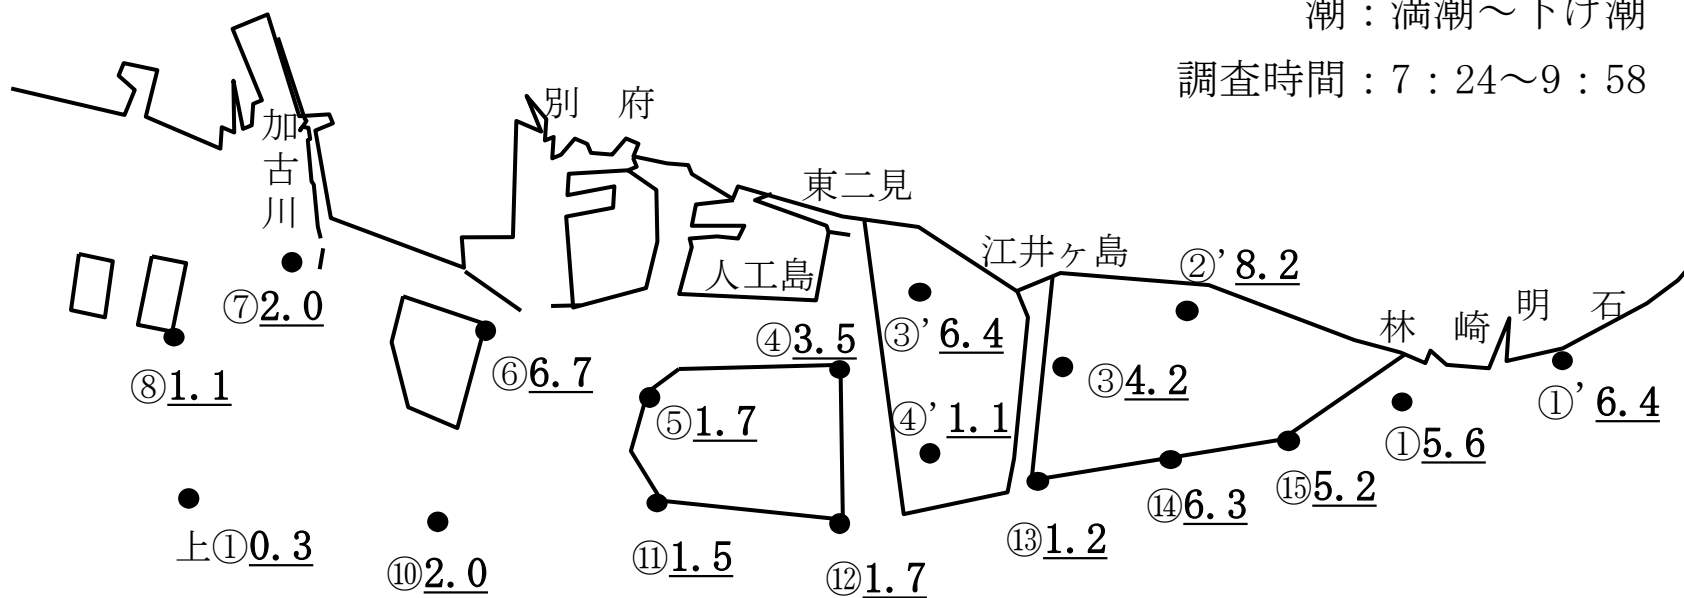 潮：満潮～下げ潮
調査時間：7：24～9：58
別　府
加古川
東二見
江井ヶ島
②’8.2
人工島
⑦2.0
③’6.4
林　崎
明　石
④3.5
⑧1.1
⑥6.7
③4.2
①’6.4
⑤1.7
④’1.1
①5.6
⑮5.2
⑭6.3
上①0.3
⑬1.2
⑩2.0
⑪1.5
⑫1.7